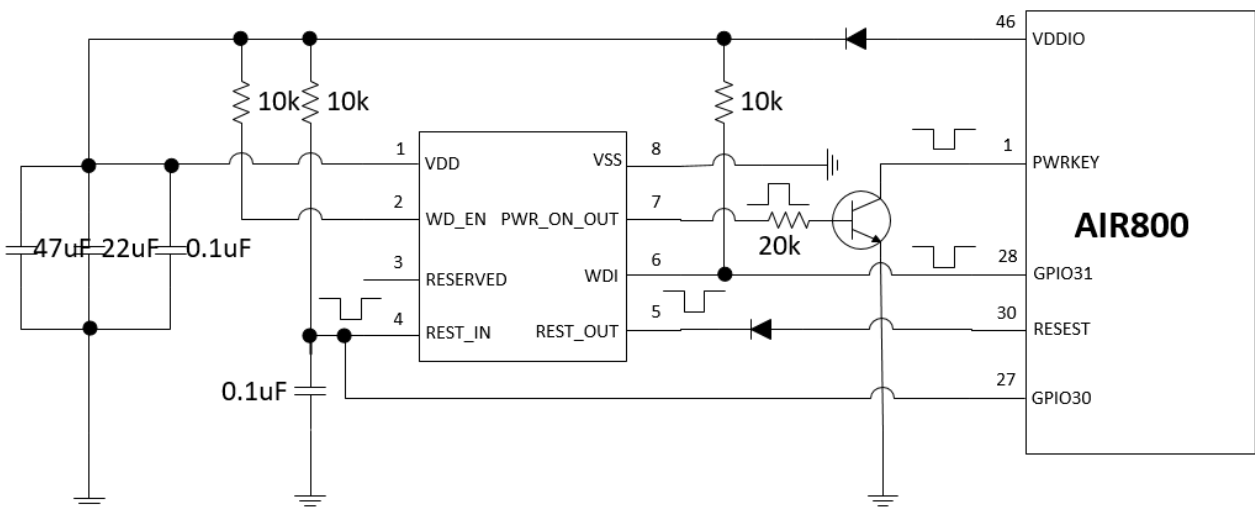 46
VDDIO
10k
10k
10k
1
VDD
VSS
8
1
PWRKEY
2
WD_EN
PWR_ON_OUT
7
AIR800
47uF
22uF
0.1uF
20k
3
RESERVED
WDI
6
28
GPIO31
4
REST_IN
REST_OUT
5
30
RESEST
0.1uF
27
GPIO30